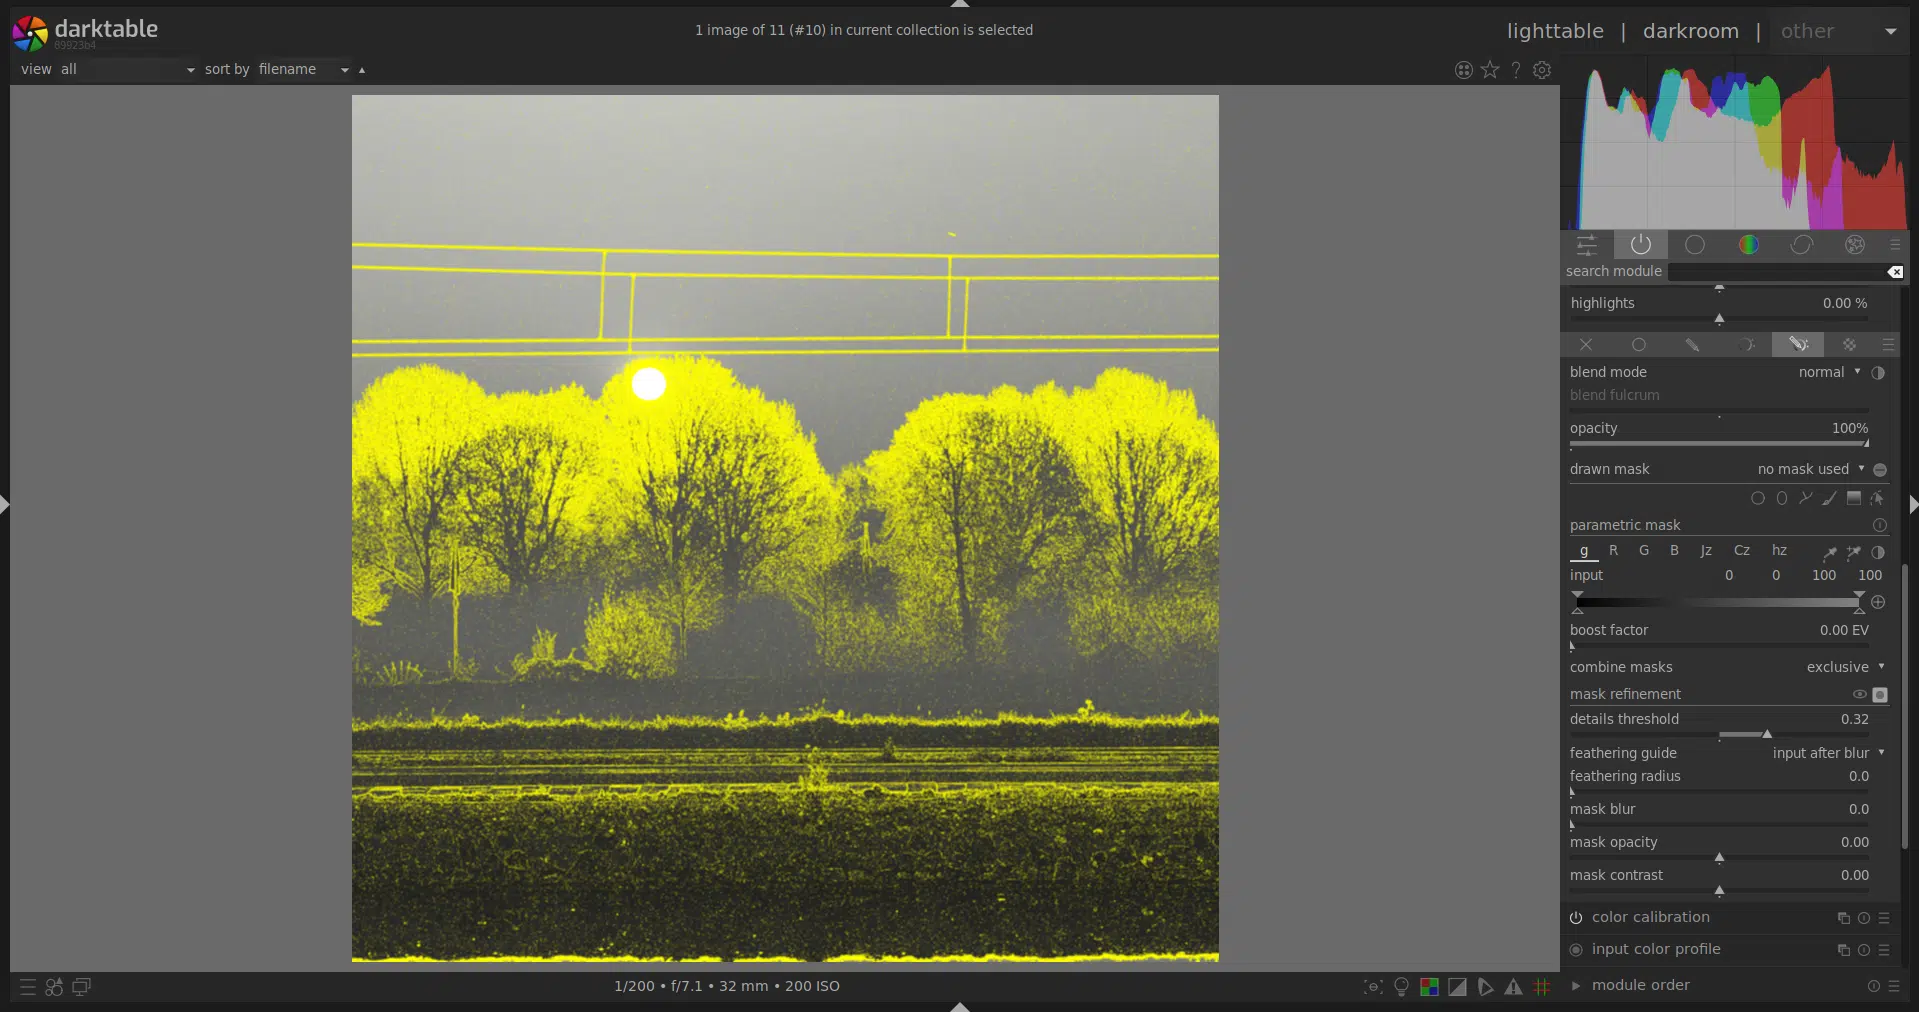 darktable
89923b4
1 image of 11 (#10) in current collection is selected
lighttable | darkroom | other
view all sort by filename
search module
highlights 0.00 %
blend mode normal
blend fulcrum
opacity 100%
drawn mask no mask used
parametric mask
g R G B Jz Cz hz
input 0 0 100 100
boost factor 0.00 EV
combine masks exclusive
mask refinement
details threshold 0.32
feathering guide input after blur
feathering radius 0.0
mask blur 0.0
mask opacity 0.00
mask contrast 0.00
color calibration
input color profile
1/200 • f/7.1 • 32 mm • 200 ISO
module order